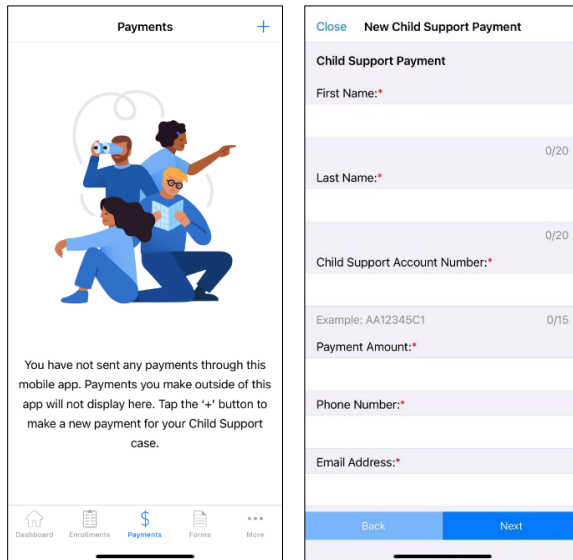 Payments
+
You have not sent any payments through this
mobile app. Payments you make outside of this
app will not display here. Tap the '+' button to
make a new payment for your Child Support
case.
$
Dashboard Enrollments Payments Forms More
Close New Child Support Payment
Child Support Payment
First Name:*
0/20
Last Name:*
0/20
Child Support Account Number:*
Example: AA12345C1 0/15
Payment Amount:*
Phone Number:*
Email Address:*
Back Next